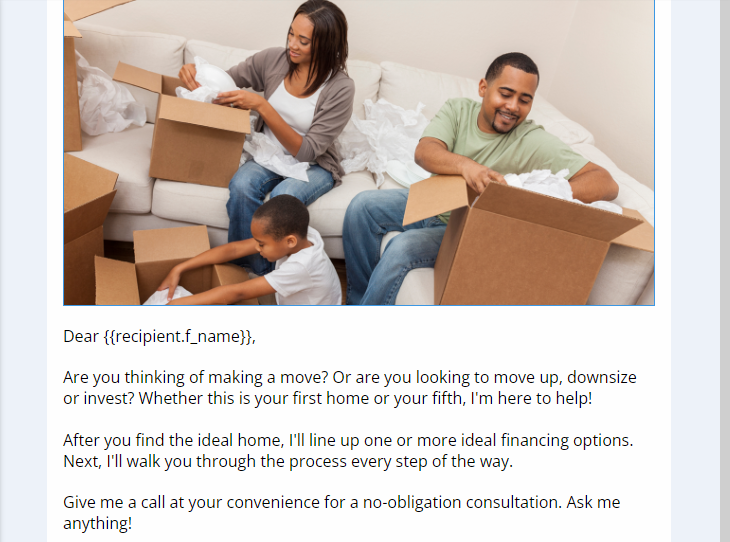 Dear {{recipient.f_name}},
Are you thinking of making a move? Or are you looking to move up, downsize
or invest? Whether this is your first home or your fifth, I'm here to help!
After you find the ideal home, I'll line up one or more ideal financing options.
Next, I'll walk you through the process every step of the way.
Give me a call at your convenience for a no-obligation consultation. Ask me
anything!